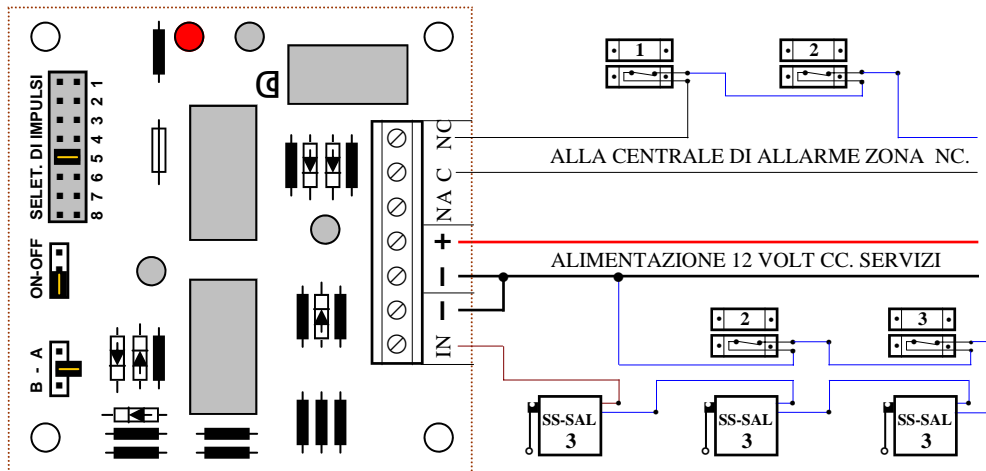 SELET. DI IMPULSI
1
2
3
4
5
6
7
8
ON-OFF
B - A
NC
C
NA
+
–
–
IN
1
2
ALLA CENTRALE DI ALLARME ZONA NC.
ALIMENTAZIONE 12 VOLT CC. SERVIZI
2
3
SS-SAL
3
SS-SAL
3
SS-SAL
3